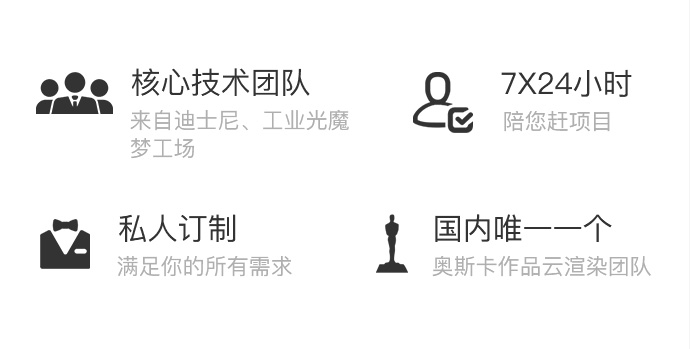 核心技术团队
来自迪士尼、工业光魔
梦工场
7X24小时
陪您赶项目
私人订制
满足你的所有需求
国内唯一一个
奥斯卡作品云渲染团队